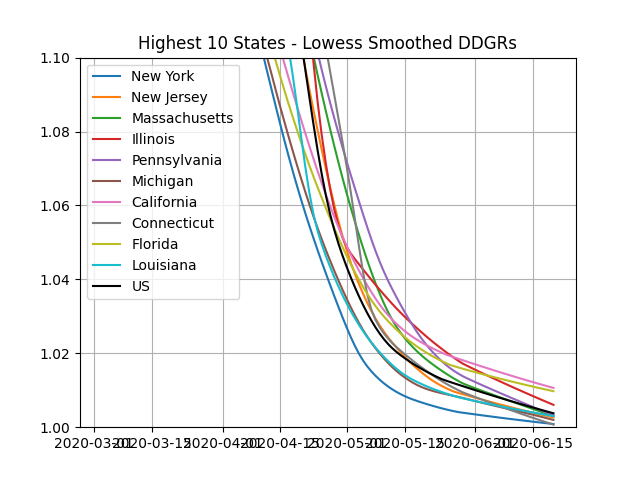 Highest 10 States - Lowess Smoothed DDGRs
1.10
1.08
1.06
1.04
1.02
1.00
New York
New Jersey
Massachusetts
Illinois
Pennsylvania
Michigan
California
Connecticut
Florida
Louisiana
US
2020-03-01 2020-03-15 2020-04-01 2020-04-15 2020-05-01 2020-05-15 2020-06-01 2020-06-15